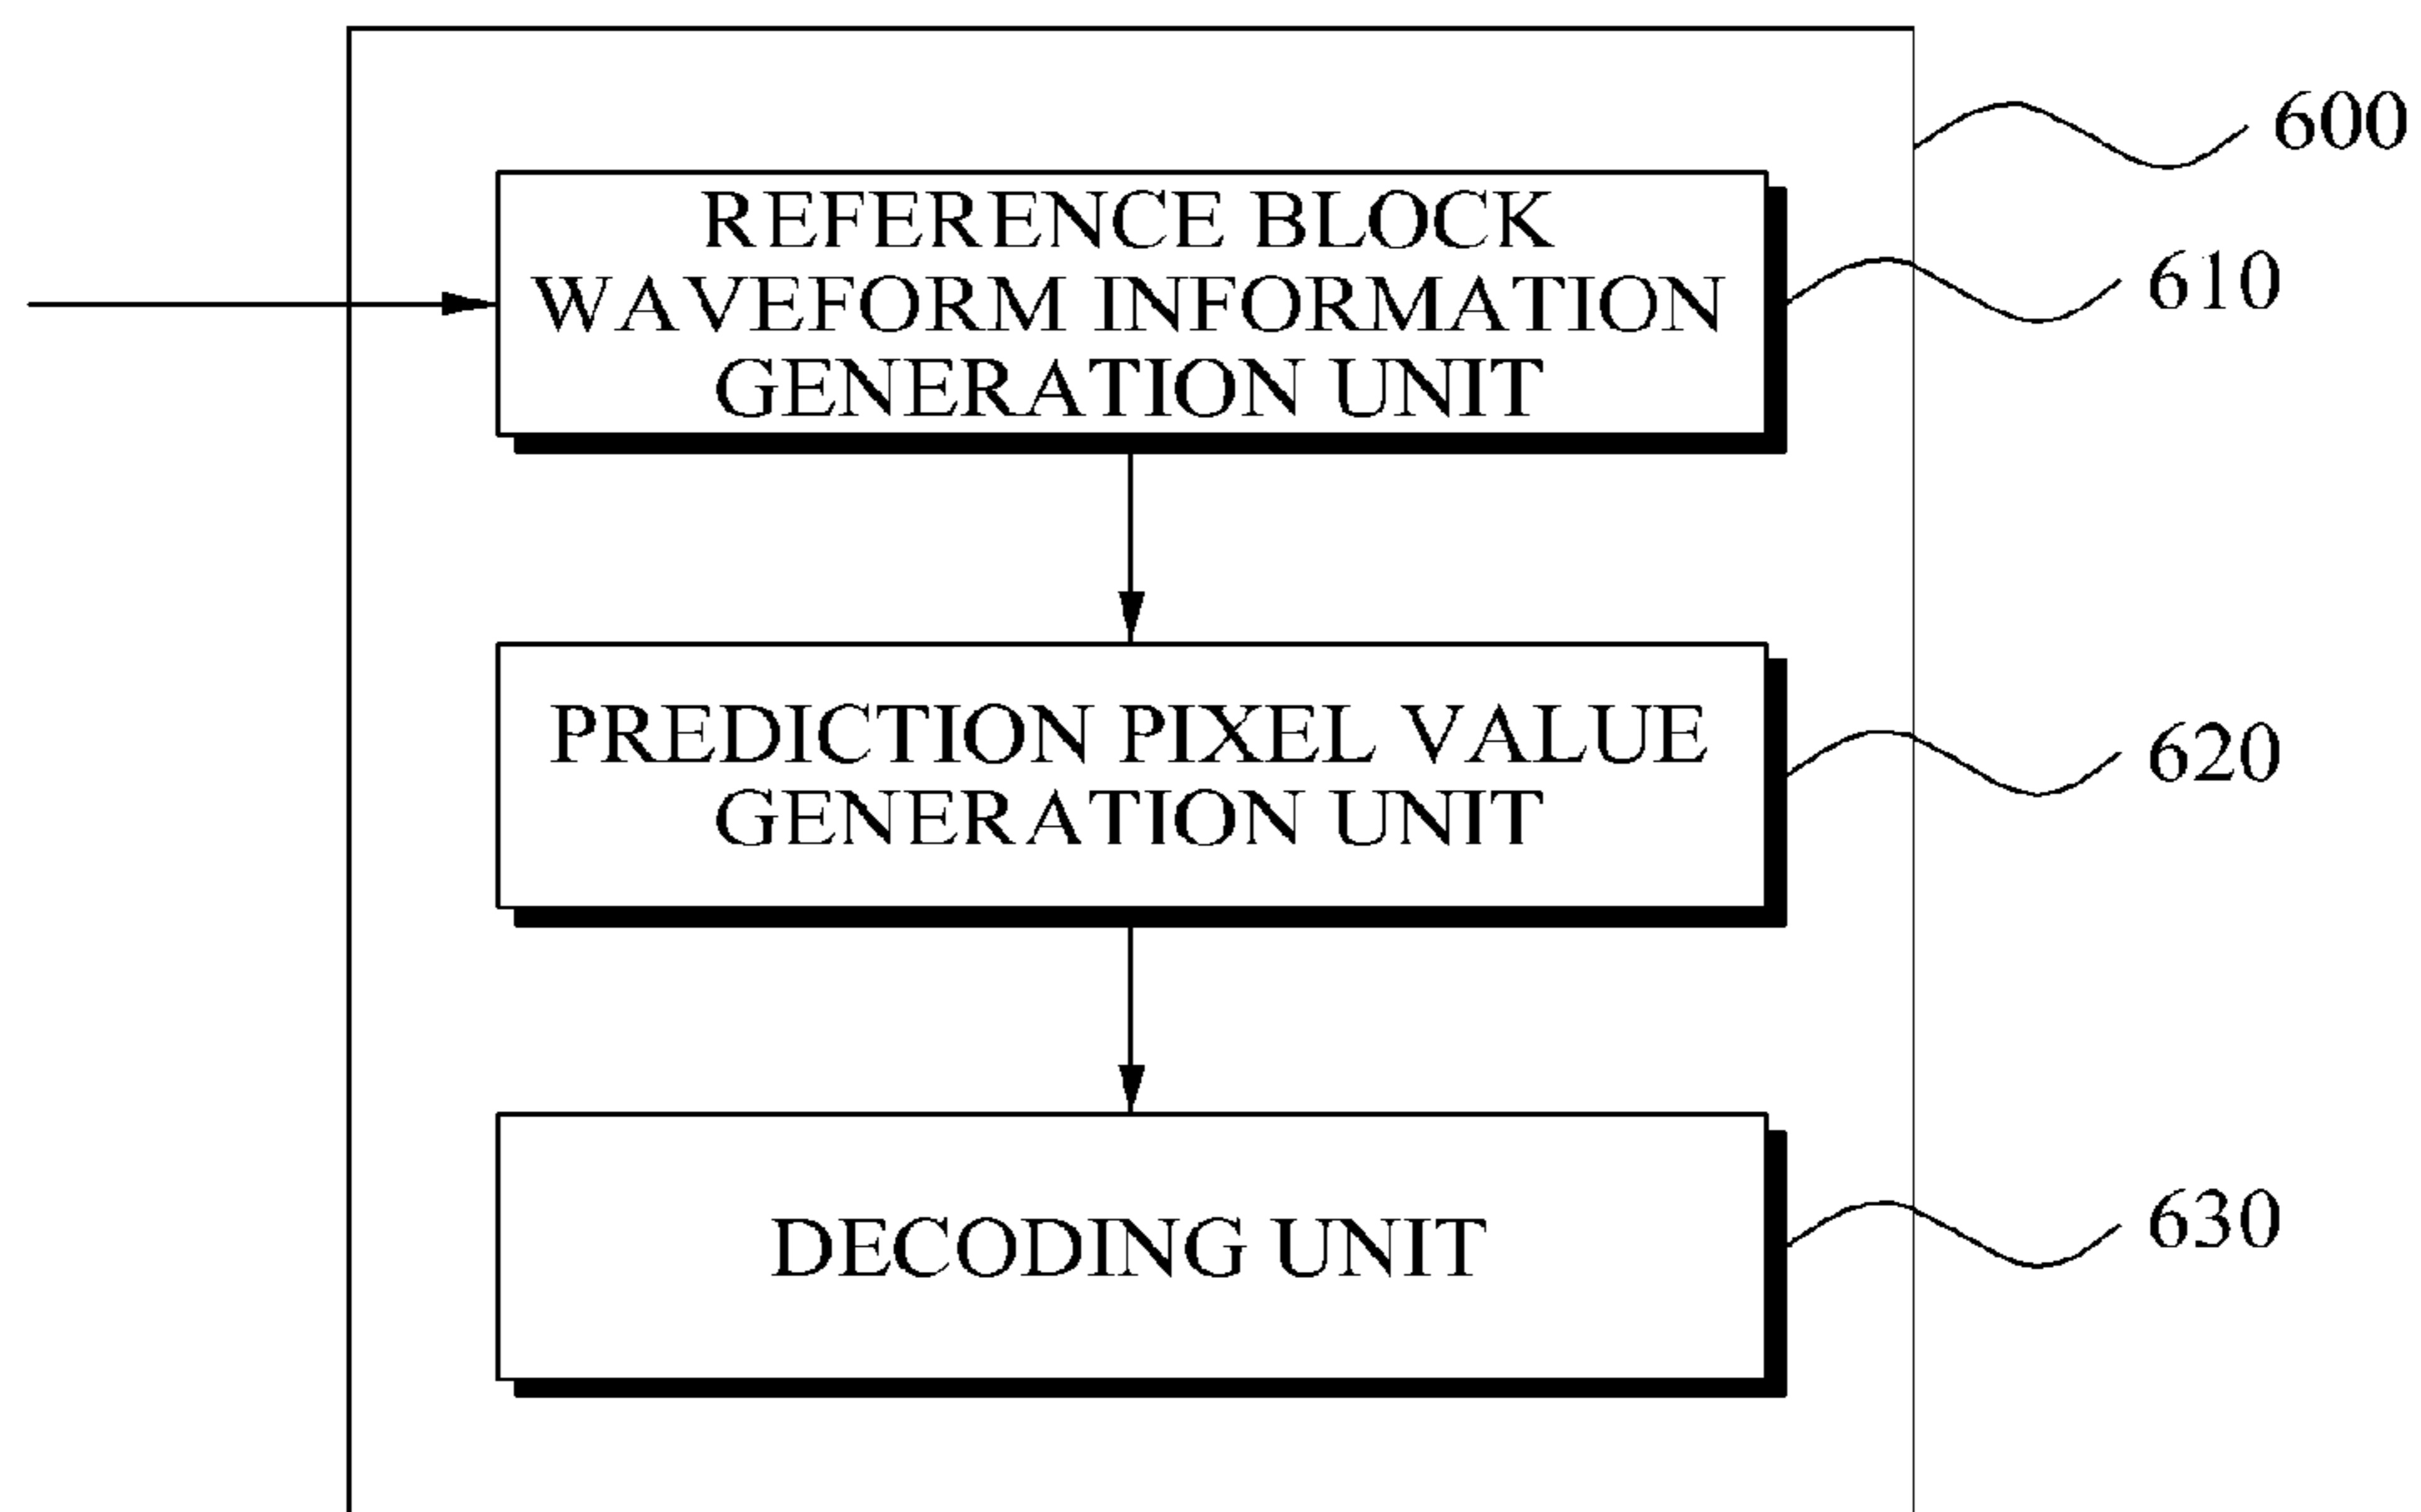 600
REFERENCE BLOCK
WAVEFORM INFORMATION
GENERATION UNIT
610
PREDICTION PIXEL VALUE
GENERATION UNIT
620
DECODING UNIT
630